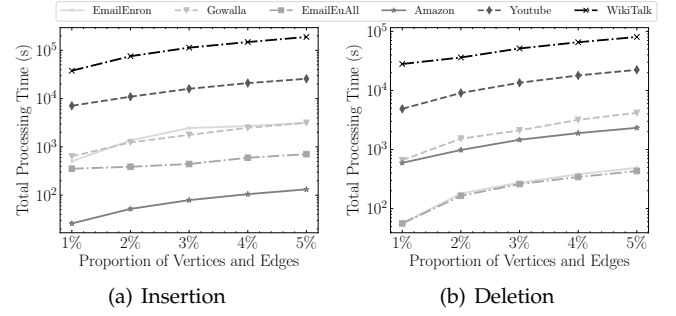 EmailEnron Gowalla EmailEuAll Amazon Youtube WikiTalk
Total Processing Time (s)
10^5
10^4
10^3
10^2
1% 2% 3% 4% 5%
Proportion of Vertices and Edges
(a) Insertion
Total Processing Time (s)
10^5
10^4
10^3
10^2
1% 2% 3% 4% 5%
Proportion of Vertices and Edges
(b) Deletion